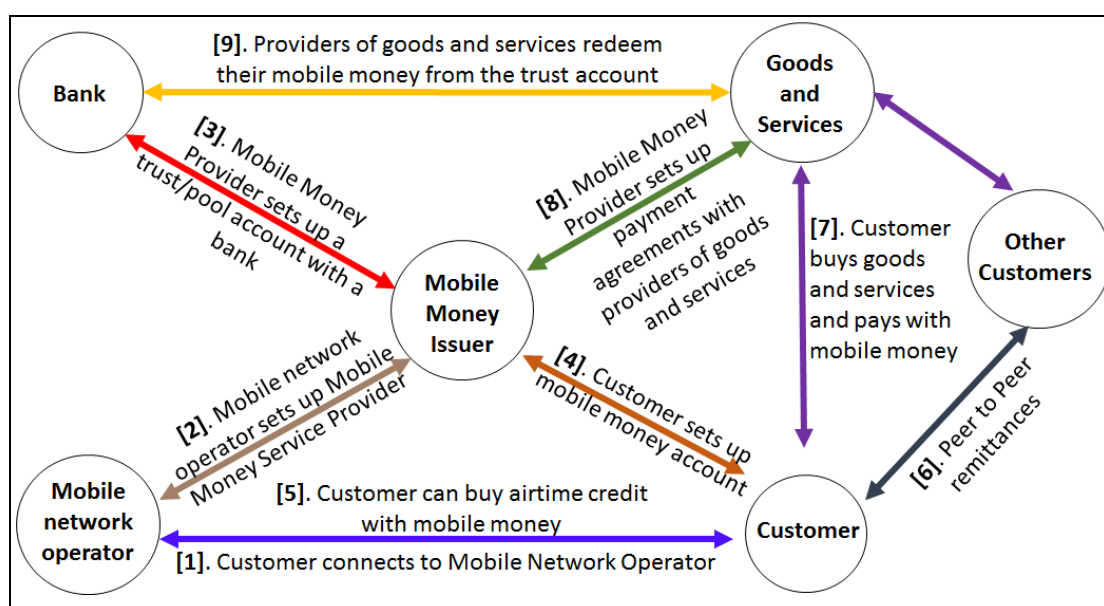 [9]. Providers of goods and services redeem
their mobile money from the trust account
Bank
Goods
and
Services
[3]. Mobile Money
Provider sets up a
trust/pool account with a
bank
[8]. Mobile Money
Provider sets up
payment
agreements with
providers of goods
and services
[7]. Customer
buys goods
and services
and pays with
mobile money
Other
Customers
Mobile
Money
Issuer
[2]. Mobile network
operator sets up Mobile
Money Service Provider
[4]. Customer sets up
mobile money account
[6]. Peer to Peer
remittances
Mobile
network
operator
[5]. Customer can buy airtime credit
with mobile money
[1]. Customer connects to Mobile Network Operator
Customer